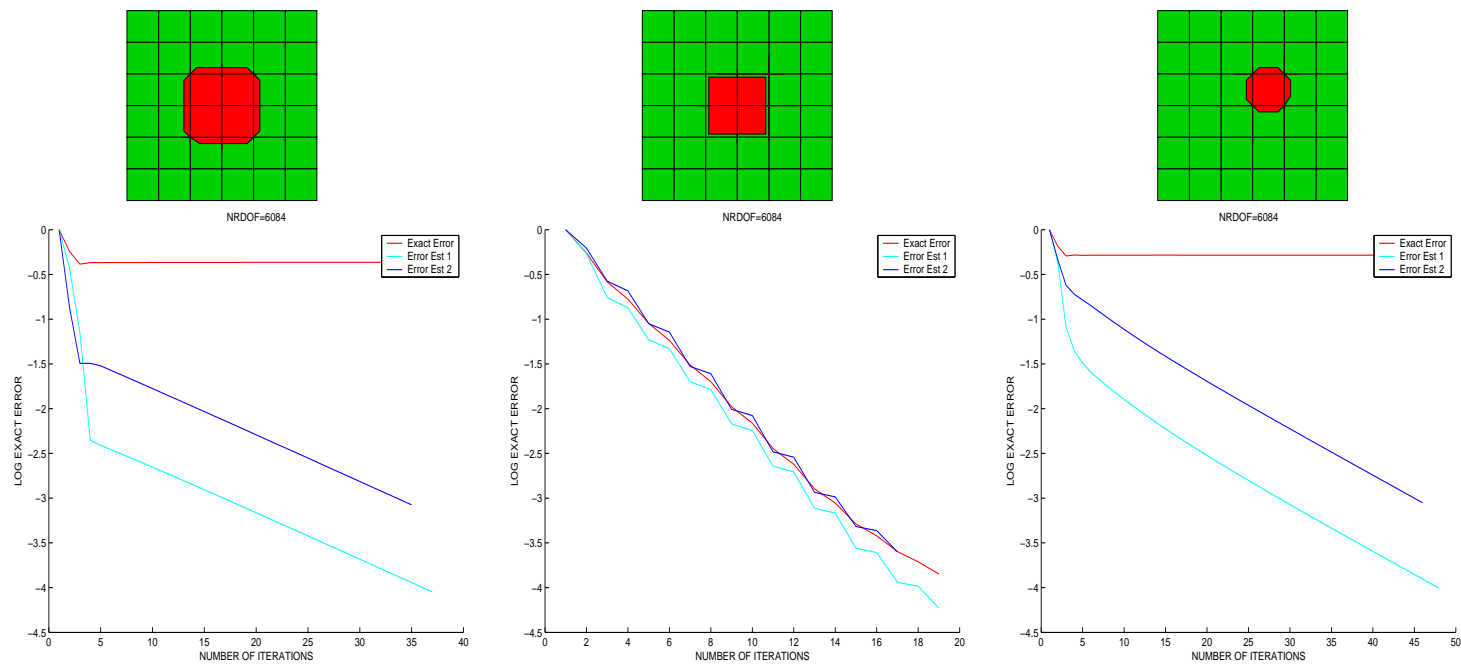 NRDOF=6084
0
−0.5
−1
−1.5
−2
−2.5
−3
−3.5
−4
−4.5
LOG EXACT ERROR
Exact Error
Error Est 1
Error Est 2
0 5 10 15 20 25 30 35 40
NUMBER OF ITERATIONS
NRDOF=6084
0
−0.5
−1
−1.5
−2
−2.5
−3
−3.5
−4
−4.5
LOG EXACT ERROR
Exact Error
Error Est 1
Error Est 2
0 2 4 6 8 10 12 14 16 18 20
NUMBER OF ITERATIONS
NRDOF=6084
0
−0.5
−1
−1.5
−2
−2.5
−3
−3.5
−4
−4.5
LOG EXACT ERROR
Exact Error
Error Est 1
Error Est 2
0 5 10 15 20 25 30 35 40 45 50
NUMBER OF ITERATIONS